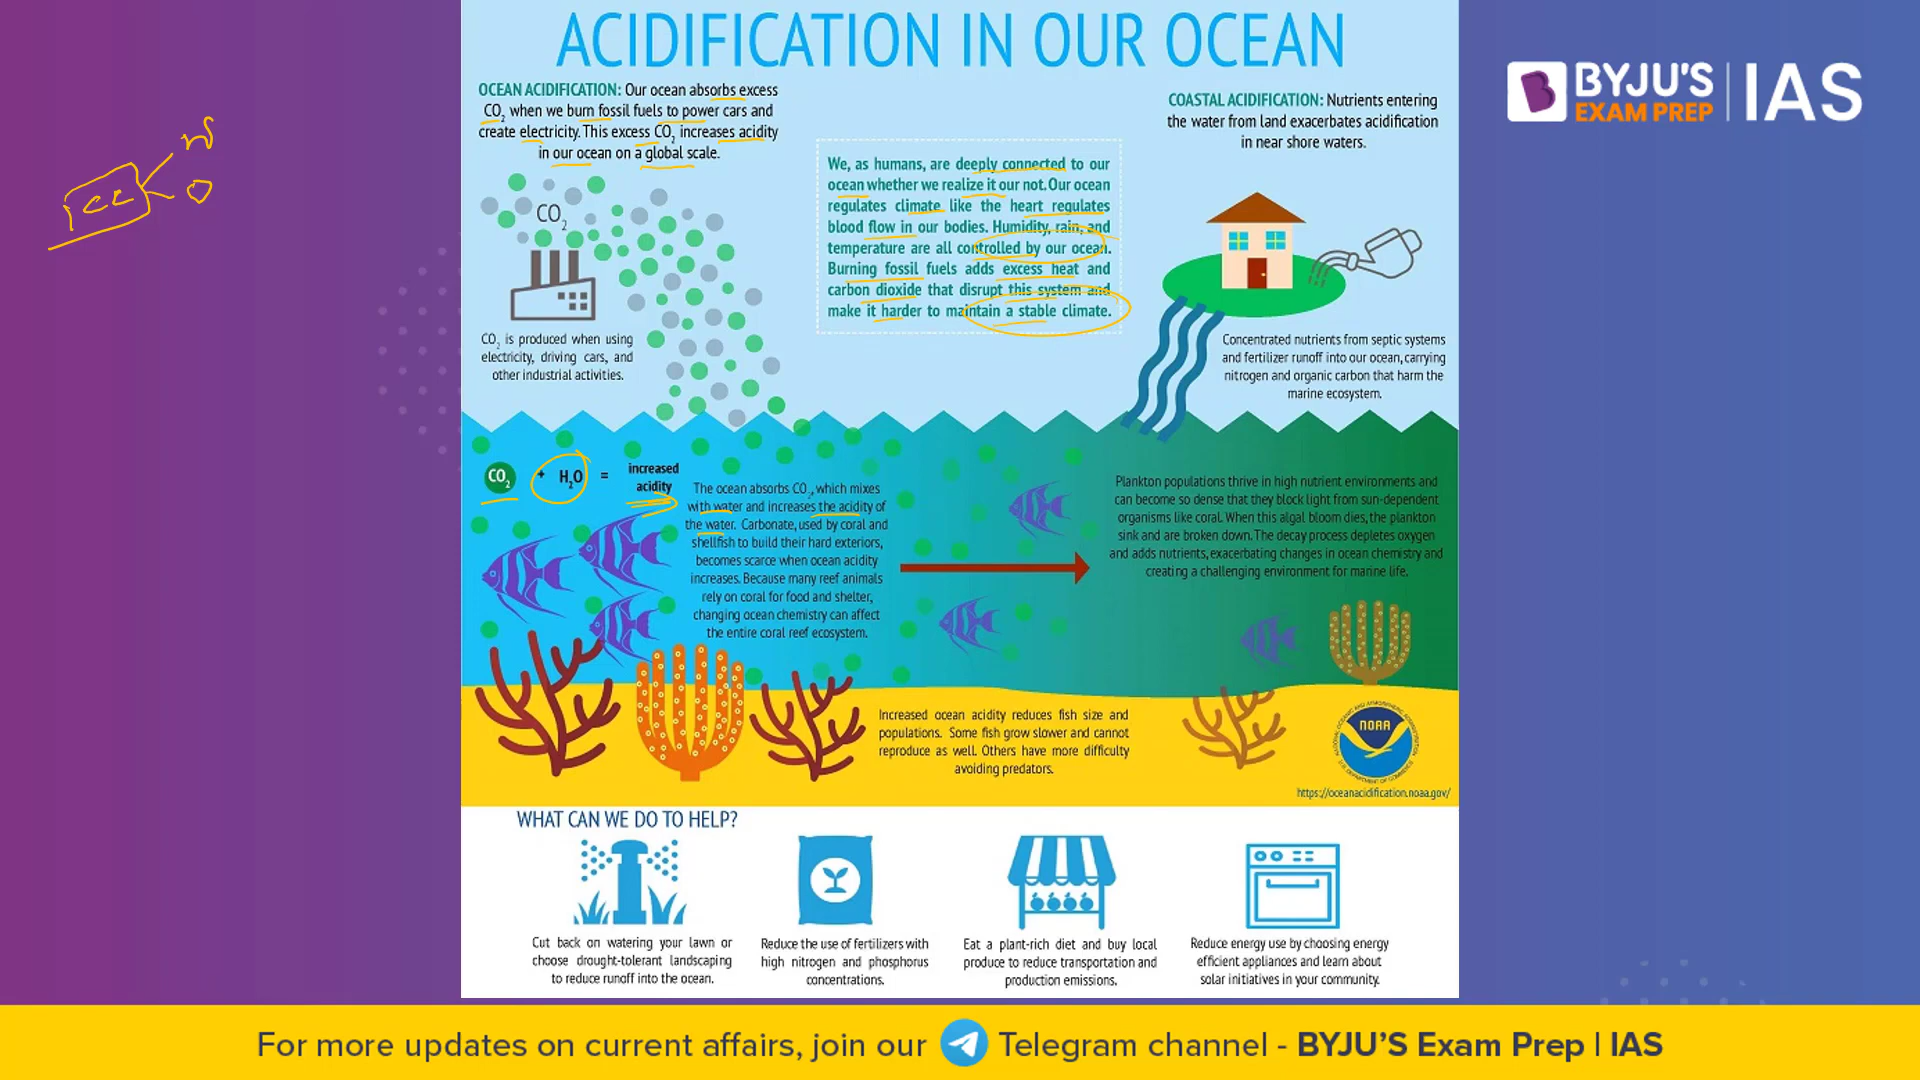 ACIDIFICATION IN OUR OCEAN
BYJU'S
EXAM PREP
IAS
OCEAN ACIDIFICATION: Our ocean absorbs excess
CO2 when we burn fossil fuels to power cars and
create electricity. This excess CO2 increases acidity
in our ocean on a global scale.
COASTAL ACIDIFICATION: Nutrients entering
the water from land exacerbates acidification
in near shore waters.
We, as humans, are deeply connected to our
ocean whether we realize it our not. Our ocean
regulates climate like the heart regulates
blood flow in our bodies. Humidity, rain, and
temperature are all controlled by our ocean.
Burning fossil fuels adds excess heat and
carbon dioxide that disrupt this system and
make it harder to maintain a stable climate.
CC
CO2
CO2 is produced when using
electricity, driving cars, and
other industrial activities.
Concentrated nutrients from septic systems
and fertilizer runoff into our ocean, carrying
nitrogen and organic carbon that harm the
marine ecosystem.
CO2 + H2O = increased
acidity
The ocean absorbs CO2, which mixes
with water and increases the acidity of
the water. Carbonate, used by coral and
shellfish to build their hard exteriors,
becomes scarce when ocean acidity
increases. Because many reef animals
rely on coral for food and shelter,
changing ocean chemistry can affect
the entire coral reef ecosystem.
Plankton populations thrive in high nutrient environments and
can become so dense that they block light from sun-dependent
organisms like coral. When this algal bloom dies, the plankton
sink and are broken down. The decay process depletes oxygen
and adds nutrients, exacerbating changes in ocean chemistry and
creating a challenging environment for marine life.
Increased ocean acidity reduces fish size and
populations. Some fish grow slower and cannot
reproduce as well. Others have more difficulty
avoiding predators.
NOAA
https://oceanacidification.noaa.gov/
WHAT CAN WE DO TO HELP?
Cut back on watering your lawn or
choose drought-tolerant landscaping
to reduce runoff into the ocean.
Reduce the use of fertilizers with
high nitrogen and phosphorus
concentrations.
Eat a plant-rich diet and buy local
produce to reduce transportation and
production emissions.
Reduce energy use by choosing energy
efficient appliances and learn about
solar initiatives in your community.
For more updates on current affairs, join our Telegram channel - BYJU'S Exam Prep | IAS